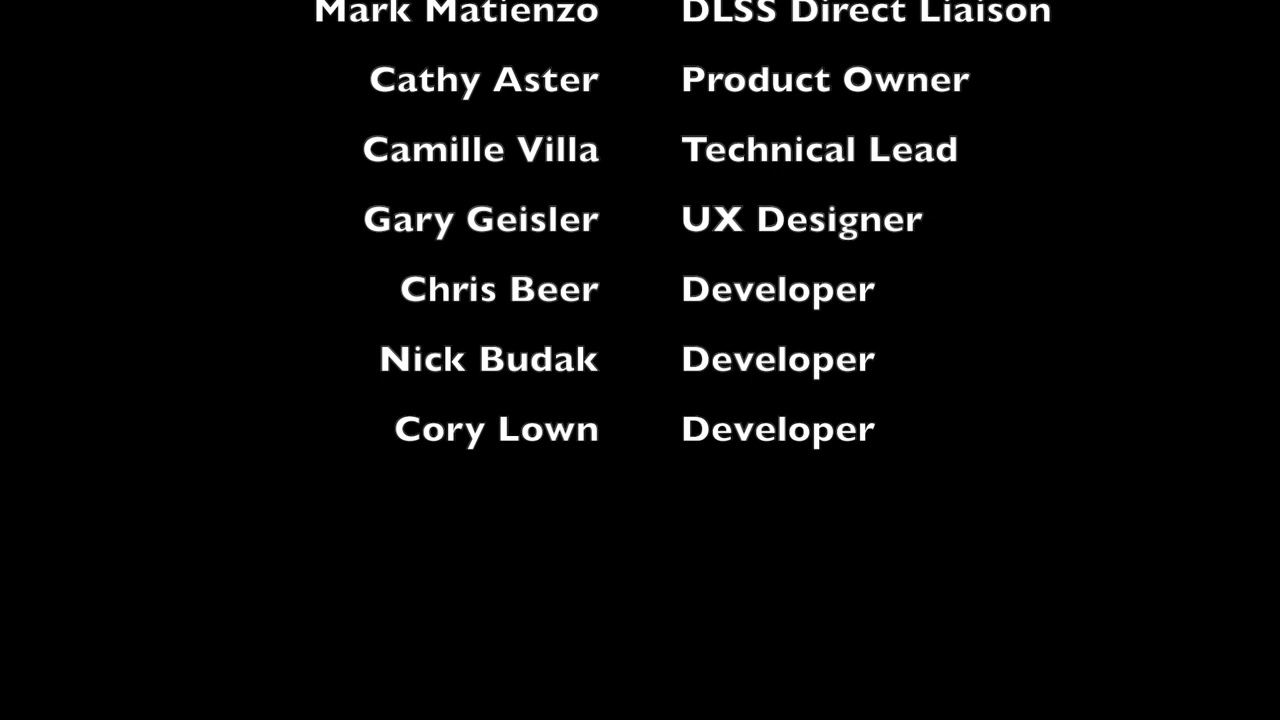 Mark Matienzo DLSS Direct Liaison
Cathy Aster Product Owner
Camille Villa Technical Lead
Gary Geisler UX Designer
Chris Beer Developer
Nick Budak Developer
Cory Lown Developer